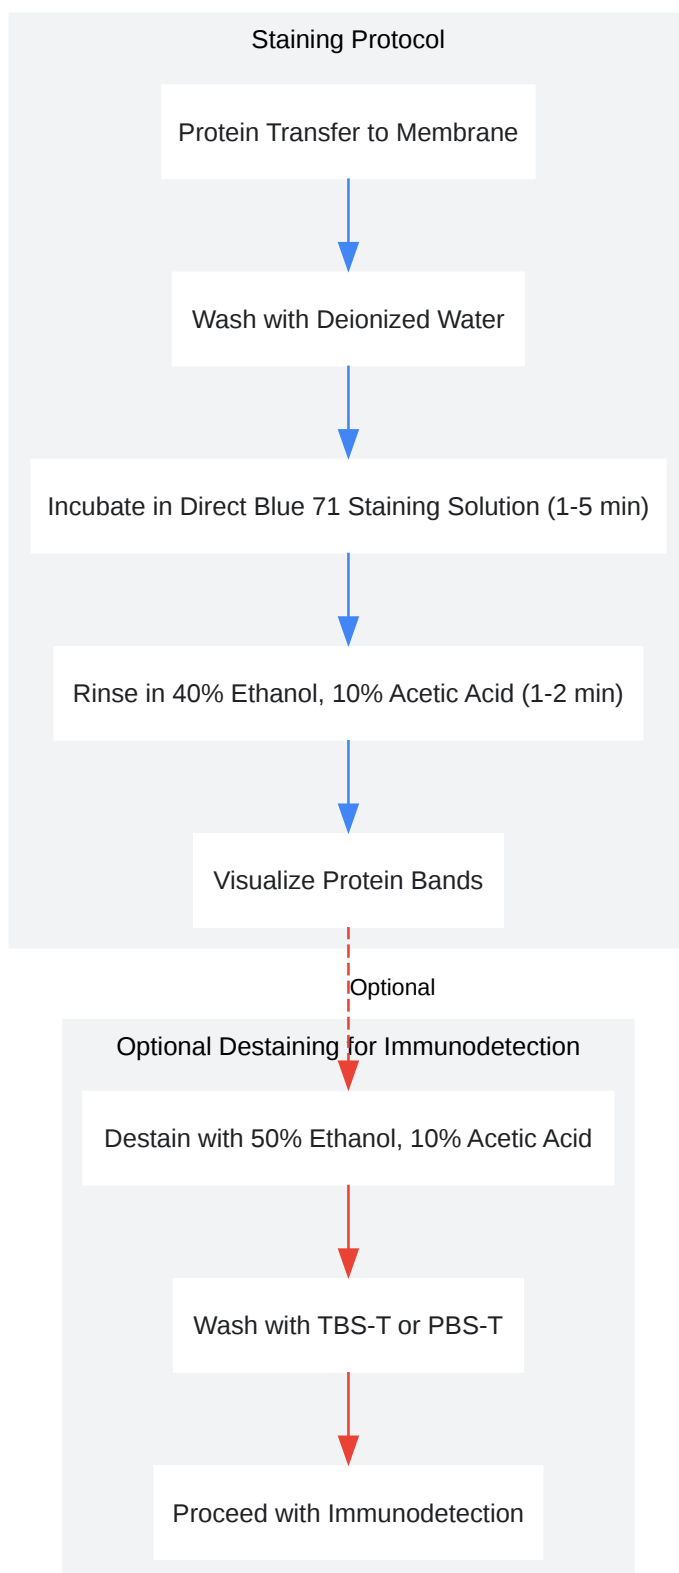 Staining Protocol
Protein Transfer to Membrane
Wash with Deionized Water
Incubate in Direct Blue 71 Staining Solution (1-5 min)
Rinse in 40% Ethanol, 10% Acetic Acid (1-2 min)
Visualize Protein Bands
Optional
Optional Destaining for Immunodetection
Destain with 50% Ethanol, 10% Acetic Acid
Wash with TBS-T or PBS-T
Proceed with Immunodetection